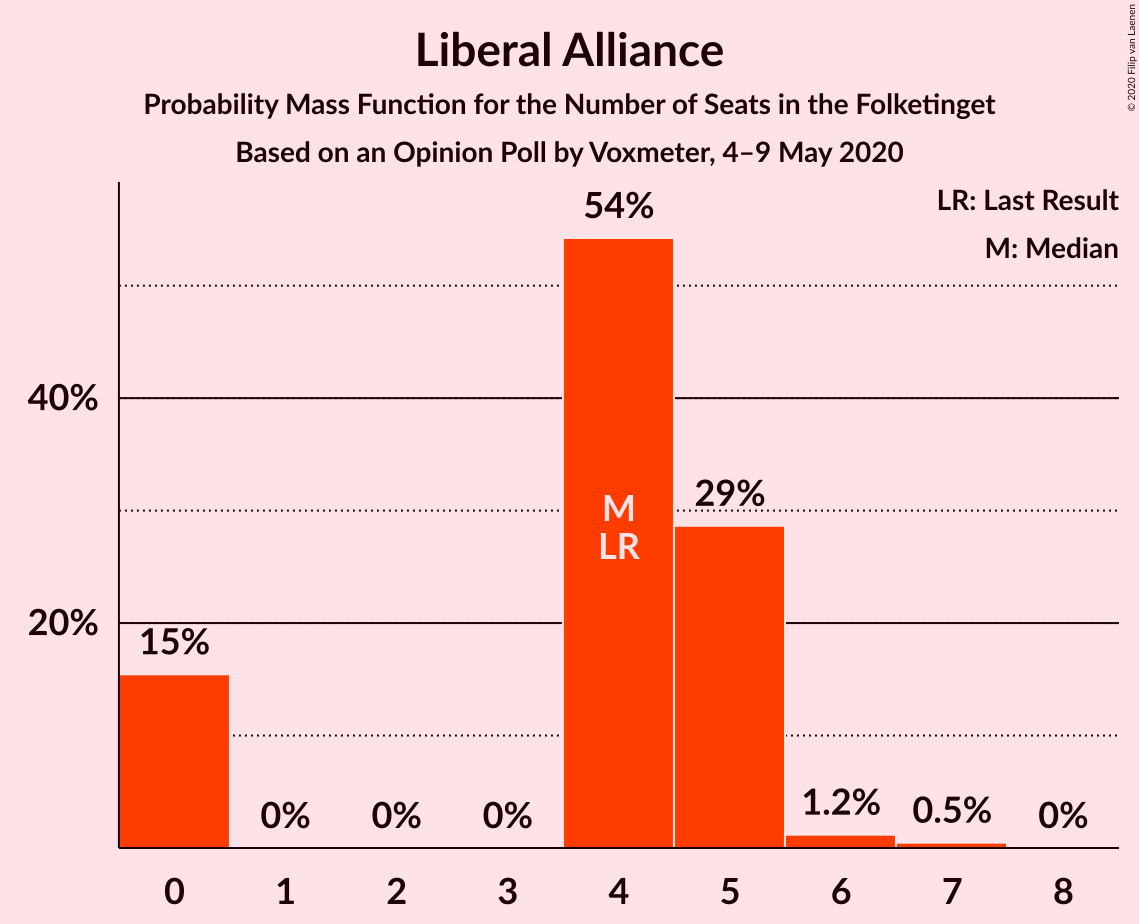 Liberal Alliance
Probability Mass Function for the Number of Seats in the Folketinget
Based on an Opinion Poll by Voxmeter, 4–9 May 2020
© 2020 Filip van Laenen
LR: Last Result
M: Median
54%
40%
29%
M
LR
20%
15%
0%
0%
0%
1.2%
0.5%
0%
0 1 2 3 4 5 6 7 8